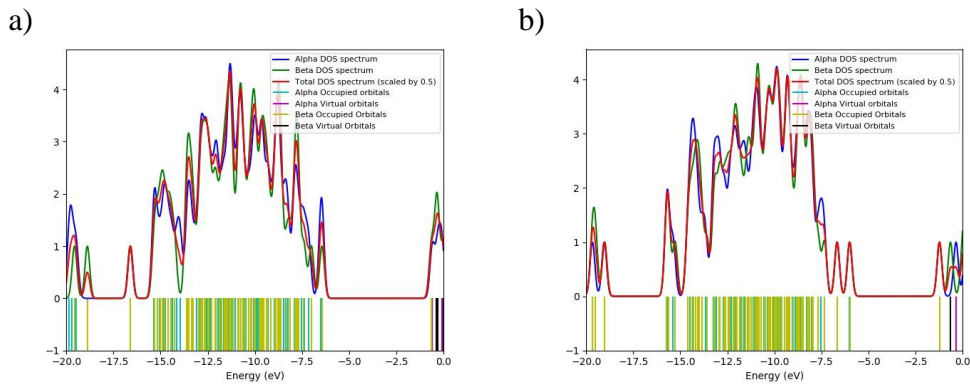 a)
Alpha DOS spectrum
Beta DOS spectrum
Total DOS spectrum (scaled by 0.5)
Alpha Occupied orbitals
Alpha Virtual orbitals
Beta Occupied Orbitals
Beta Virtual Orbitals
4
3
2
1
0
−1
−20.0 −17.5 −15.0 −12.5 −10.0 −7.5 −5.0 −2.5 0.0
Energy (eV)
b)
Alpha DOS spectrum
Beta DOS spectrum
Total DOS spectrum (scaled by 0.5)
Alpha Occupied orbitals
Alpha Virtual orbitals
Beta Occupied Orbitals
Beta Virtual Orbitals
4
3
2
1
0
−1
−20.0 −17.5 −15.0 −12.5 −10.0 −7.5 −5.0 −2.5 0.0
Energy (eV)